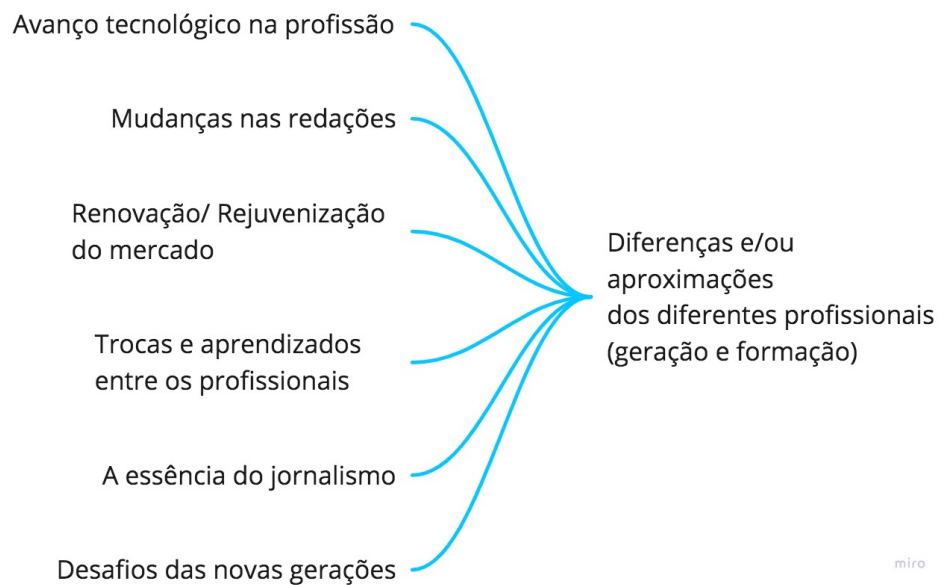 Avanço tecnológico na profissão
Mudanças nas redações
Renovação/ Rejuvenização
do mercado
Trocas e aprendizados
entre os profissionais
A essência do jornalismo
Desafios das novas gerações
Diferenças e/ou
aproximações
dos diferentes profissionais
(geração e formação)
miro